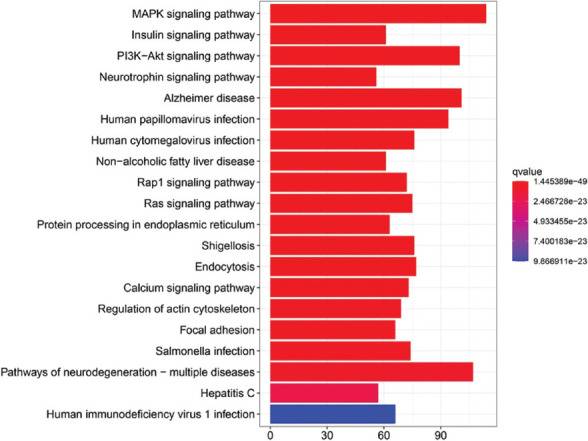 MAPK signaling pathway
Insulin signaling pathway
PI3K−Akt signaling pathway
Neurotrophin signaling pathway
Alzheimer disease
Human papillomavirus infection
Human cytomegalovirus infection
Non−alcoholic fatty liver disease
Rap1 signaling pathway
Ras signaling pathway
Protein processing in endoplasmic reticulum
Shigellosis
Endocytosis
Calcium signaling pathway
Regulation of actin cytoskeleton
Focal adhesion
Salmonella infection
Pathways of neurodegeneration − multiple diseases
Hepatitis C
Human immunodeficiency virus 1 infection
0 30 60 90
qvalue
1.445389e−49
2.466728e−23
4.933455e−23
7.400183e−23
9.866911e−23